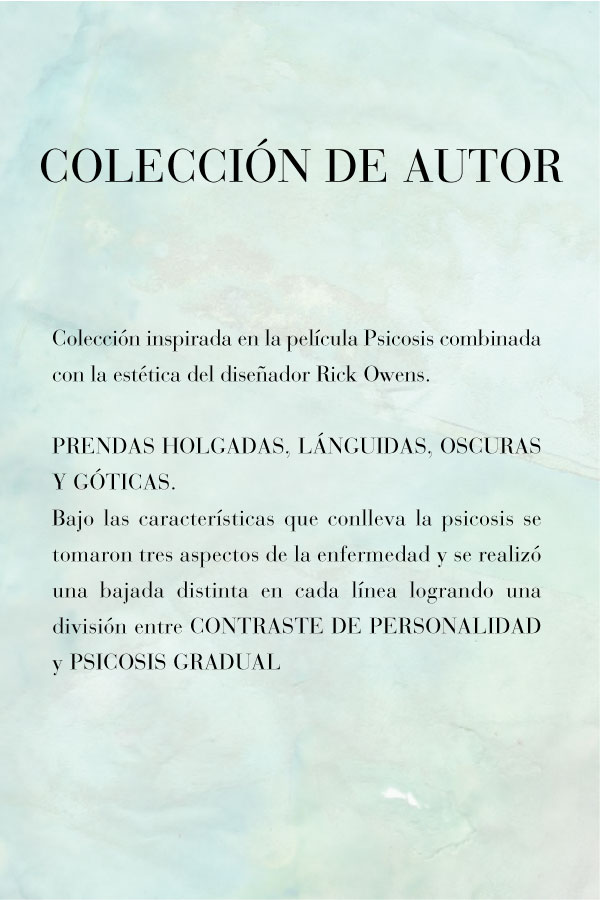 COLECCIÓN DE AUTOR
Colección inspirada en la película Psicosis combinada
con la estética del diseñador Rick Owens.
PRENDAS HOLGADAS, LÁNGUIDAS, OSCURAS
Y GÓTICAS.
Bajo las características que conlleva la psicosis se
tomaron tres aspectos de la enfermedad y se realizó
una bajada distinta en cada línea logrando una
división entre CONTRASTE DE PERSONALIDAD
y PSICOSIS GRADUAL